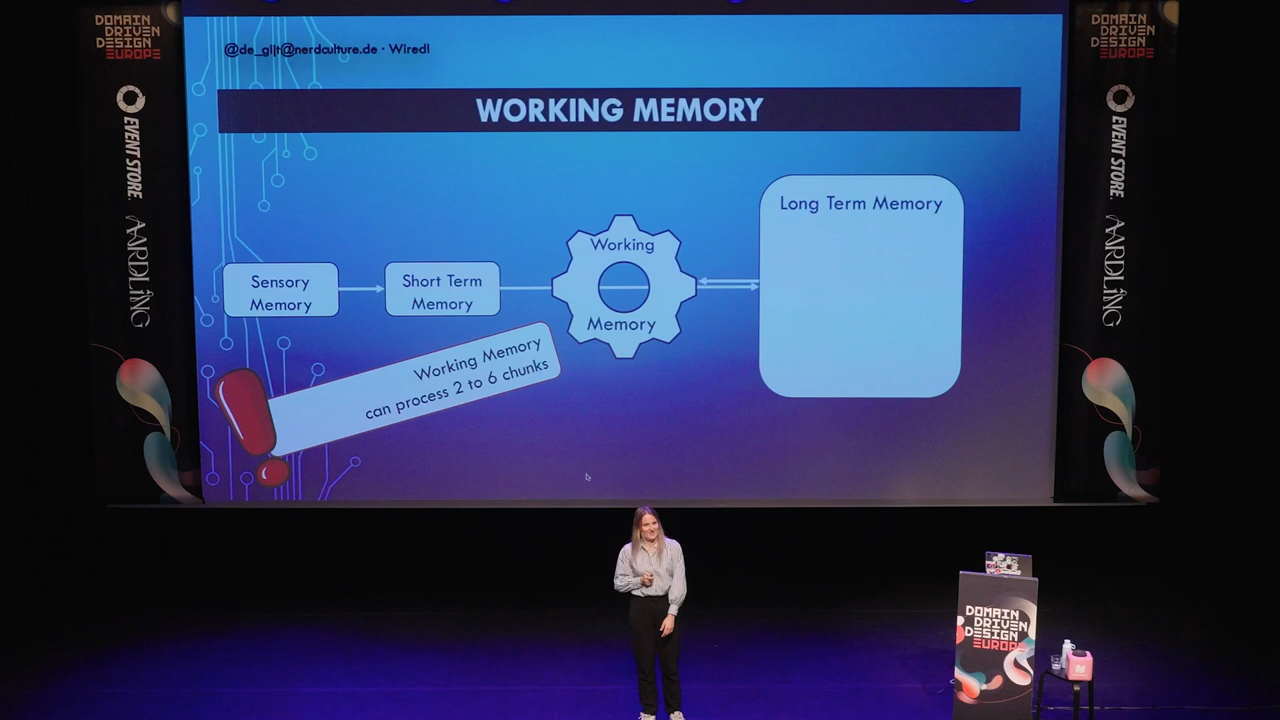 DOMAIN
DRIVEN
DESIGN
EUROPE
EVENT STORE.
AARDLING
@de_gijt@nerdculture.de · Wiredl
WORKING MEMORY
Sensory
Memory
Short Term
Memory
Working
Memory
Long Term Memory
Working Memory
can process 2 to 6 chunks
DOMAIN
DRIVEN
DESIGN
EUROPE
EVENT STORE.
AARDLING
DOMAIN
DRIVEN
DESIGN
EUROPE